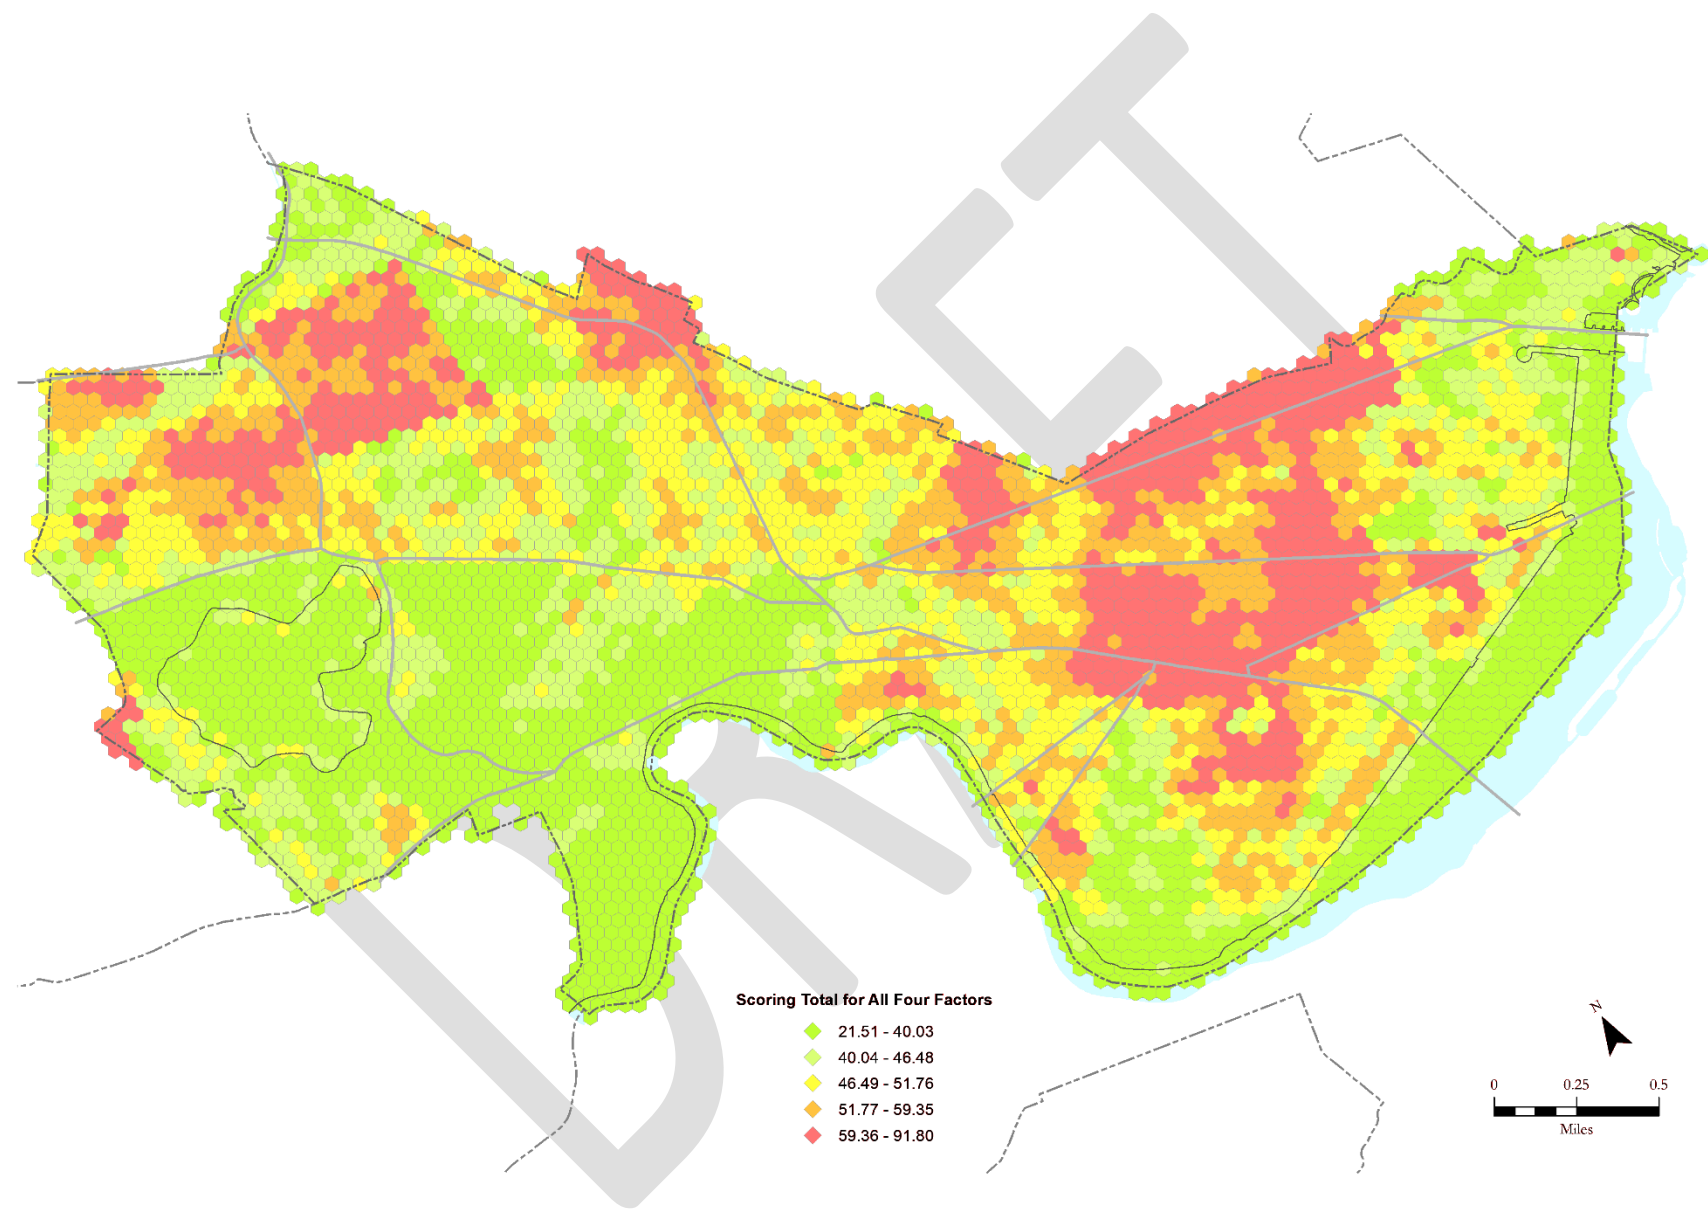 DRAFT
Scoring Total for All Four Factors
21.51 - 40.03
40.04 - 46.48
46.49 - 51.76
51.77 - 59.35
59.36 - 91.80
N
0 0.25 0.5
Miles